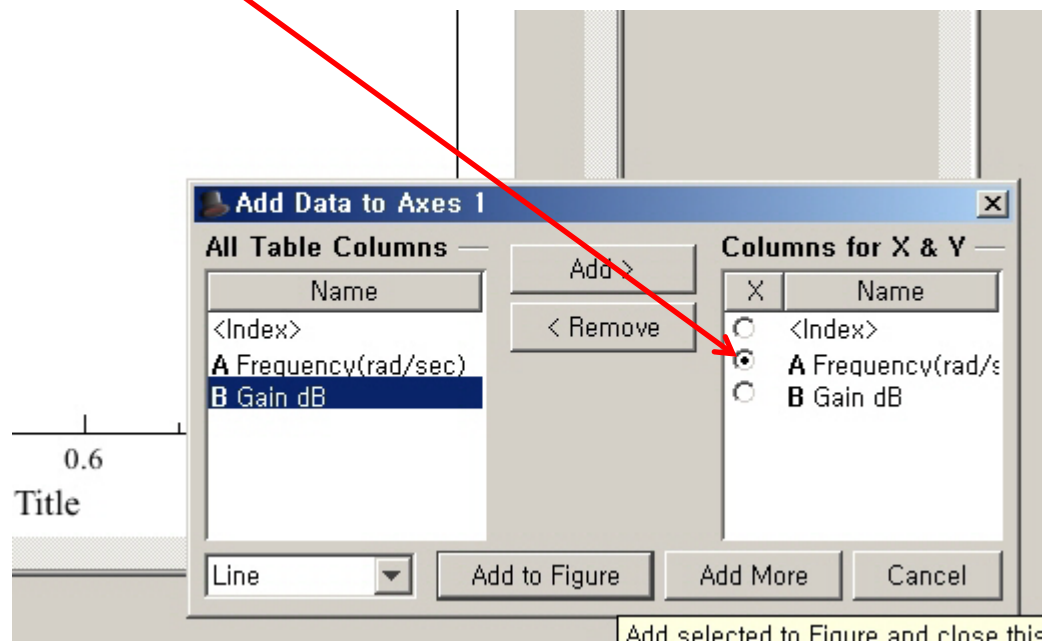 Add Data to Axes 1
All Table Columns
Name
<Index>
A Frequency(rad/sec)
B Gain dB
Add >
< Remove
Columns for X & Y
X Name
<Index>
A Frequency(rad/s
B Gain dB
0.6
Title
Line
Add to Figure
Add More
Cancel
Add selected to Figure and close this